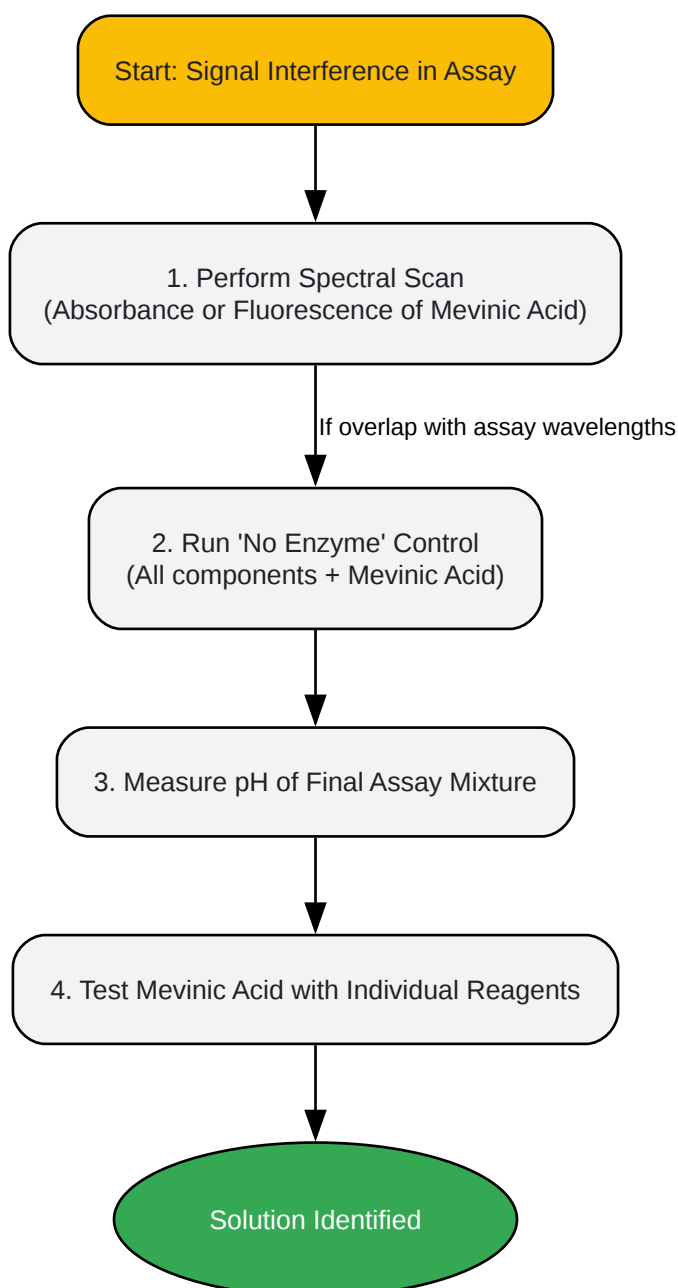 Start: Signal Interference in Assay
1. Perform Spectral Scan
(Absorbance or Fluorescence of Mevinic Acid)
If overlap with assay wavelengths
2. Run 'No Enzyme' Control
(All components + Mevinic Acid)
3. Measure pH of Final Assay Mixture
4. Test Mevinic Acid with Individual Reagents
Solution Identified